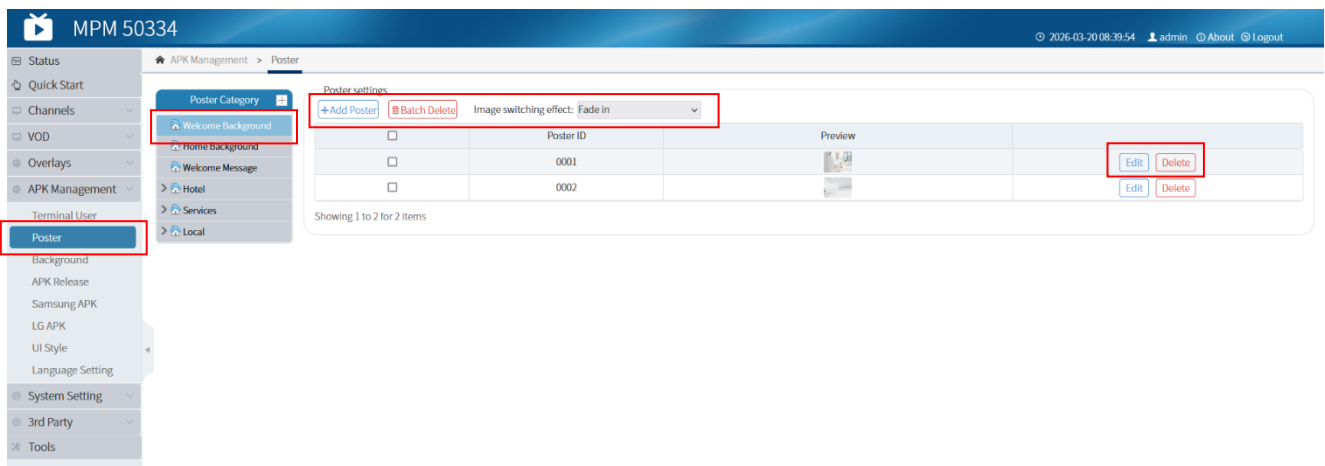 MPM 50334
2026-03-20 08:39:54 admin About Logout
Status
Quick Start
Channels
VOD
Overlays
APK Management
Terminal User
Poster
Background
APK Release
Samsung APK
LG APK
UI Style
Language Setting
System Setting
3rd Party
Tools
APK Management > Poster
Poster Category
Welcome Background
Home Background
Welcome Message
Hotel
Services
Local
Poster settings
+Add Poster Batch Delete Image switching effect: Fade in
Poster ID Preview
0001 Edit Delete
0002 Edit Delete
Showing 1 to 2 for 2 items